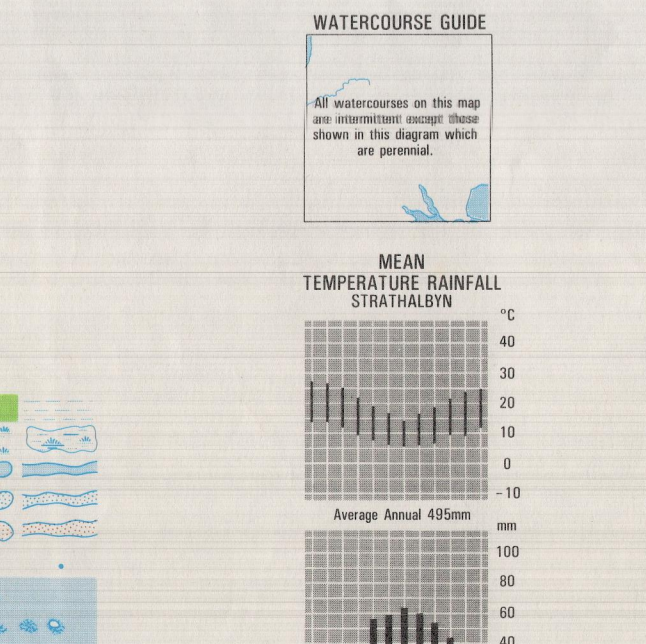 WATERCOURSE GUIDE
All watercourses on this map
are intermittent except those
shown in this diagram which
are perennial.
MEAN
TEMPERATURE RAINFALL
STRATHALBYN
°C
40
30
20
10
0
-10
Average Annual 495mm
mm
100
80
60
40